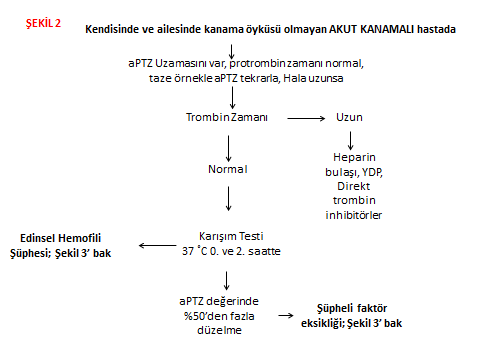 ŞEKİL 2
Kendisinde ve ailesinde kanama öyküsü olmayan AKUT KANAMALI hastada
aPTZ Uzamasını var, protrombin zamanı normal,
taze örnekle aPTZ tekrarla, Hala uzunsa
Trombin Zamanı
Uzun
Normal
Heparin
bulaşı, YDP,
Direkt
trombin
inhibitörler
Edinsel Hemofili
Şüphesi; Şekil 3' bak
Karışım Testi
37 ˚C 0. ve 2. saatte
aPTZ değerinde
%50'den fazla
düzelme
Şüpheli faktör
eksikliği; Şekil 3' bak